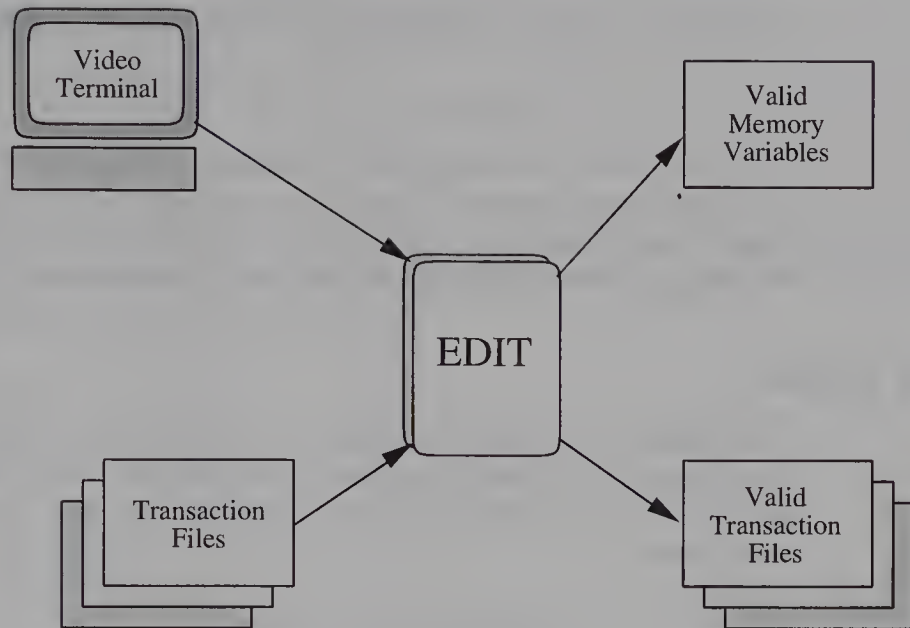 Video
Terminal
Valid
Memory
Variables
EDIT
Transaction
Files
Valid
Transaction
Files